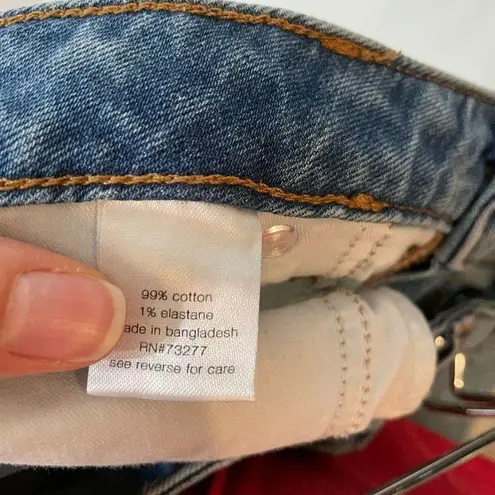 99% cotton
1% elastane
ade in bangladesh
RN#73277
see reverse for care